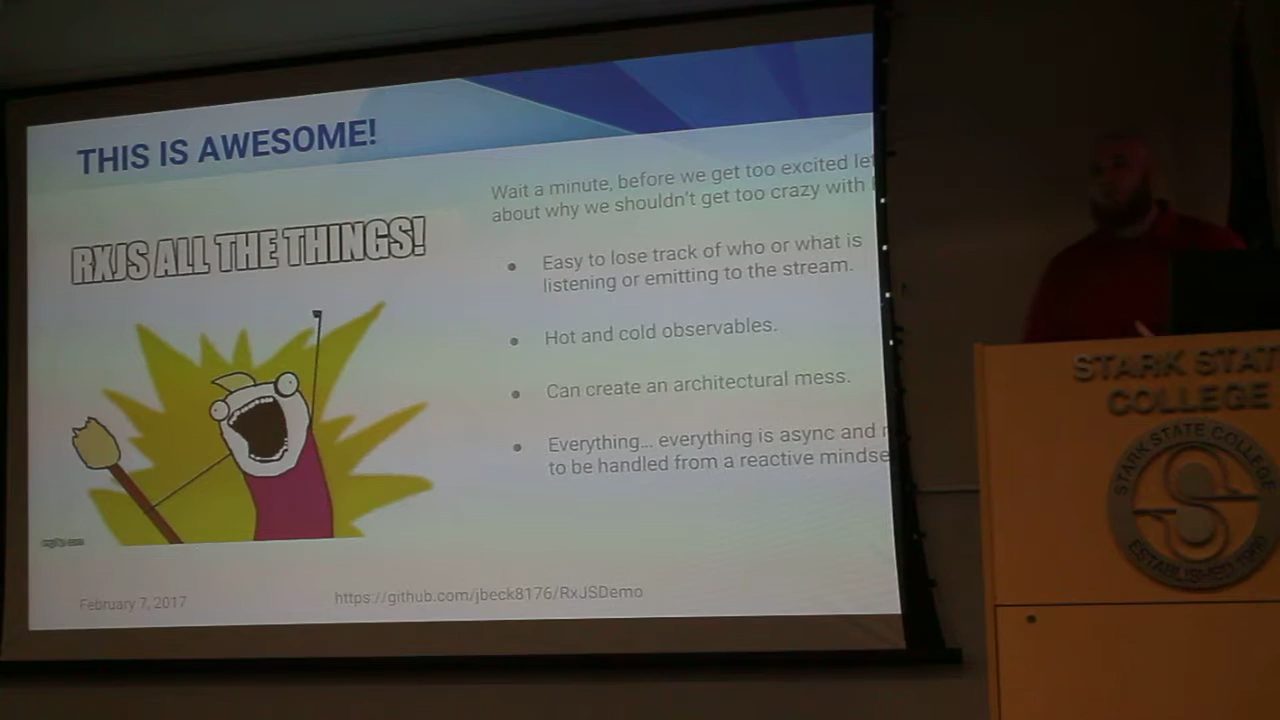 THIS IS AWESOME!
RXJS ALL THE THINGS!
Wait a minute, before we get too excited let
about why we shouldn't get too crazy with
Easy to lose track of who or what is
listening or emitting to the stream.
Hot and cold observables.
Can create an architectural mess.
Everything... everything is async and
to be handled from a reactive mindse
February 7, 2017
https://github.com/jbeck8176/RxJSDemo
STARK STAT
COLLEGE
STARK STATE COLLEGE
ESTABLISHED 1960